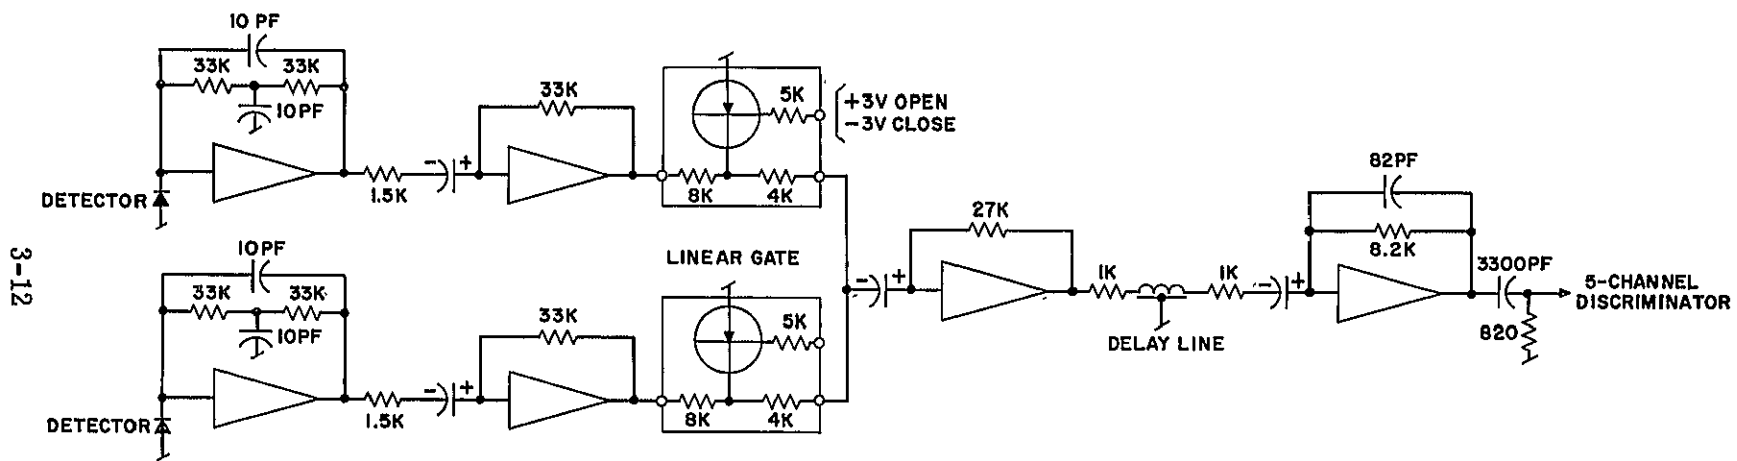 10 PF
33K 33K
10PF
DETECTOR
1.5K
- +
33K
5K
+3V OPEN
-3V CLOSE
8K 4K
LINEAR GATE
10PF
33K 33K
10PF
DETECTOR
1.5K
- +
33K
5K
8K 4K
- +
27K
1K 1K
DELAY LINE
- +
82PF
8.2K
3300PF
820
5-CHANNEL
DISCRIMINATOR
3-12